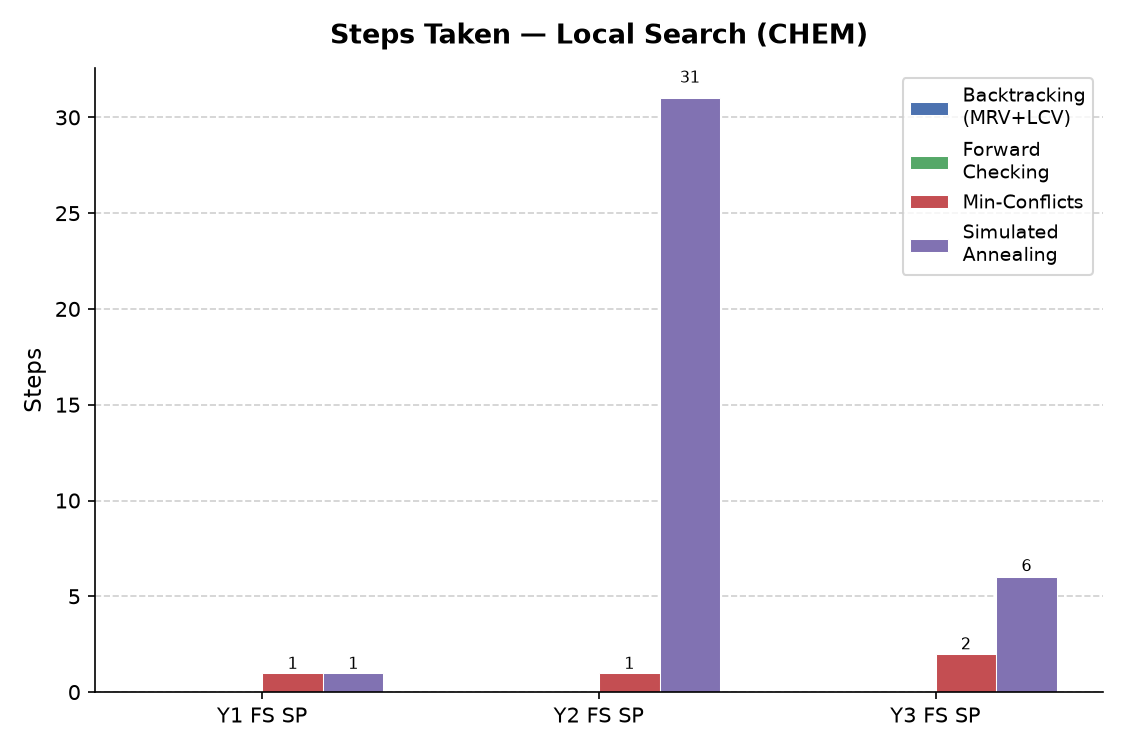 Steps Taken — Local Search (CHEM)
Steps
30
25
20
15
10
5
0
31
1
1
1
2
6
Y1 FS SP
Y2 FS SP
Y3 FS SP
Backtracking
(MRV+LCV)
Forward
Checking
Min-Conflicts
Simulated
Annealing